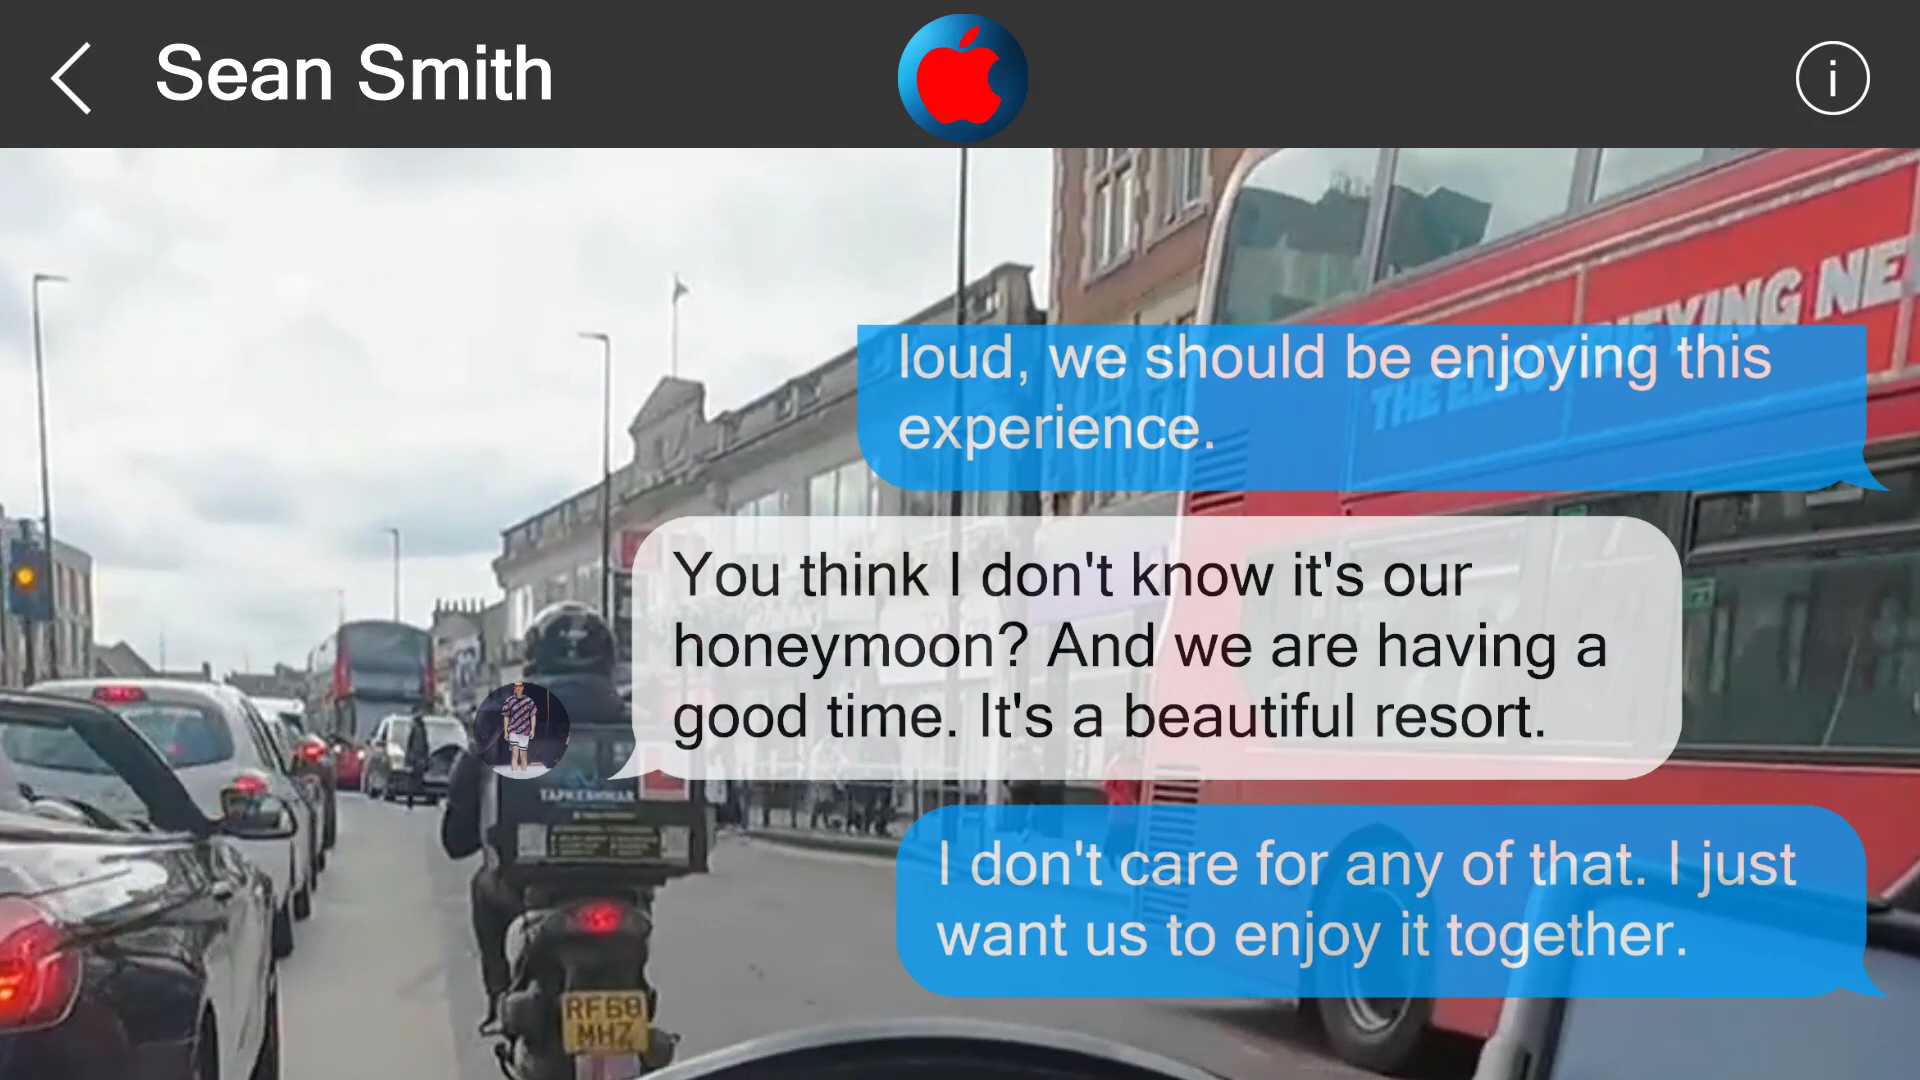 Sean Smith
i
loud, we should be enjoying this
experience.
You think I don't know it's our
honeymoon? And we are having a
good time. It's a beautiful resort.
I don't care for any of that. I just
want us to enjoy it together.
NE
THE
RF68
MHZ